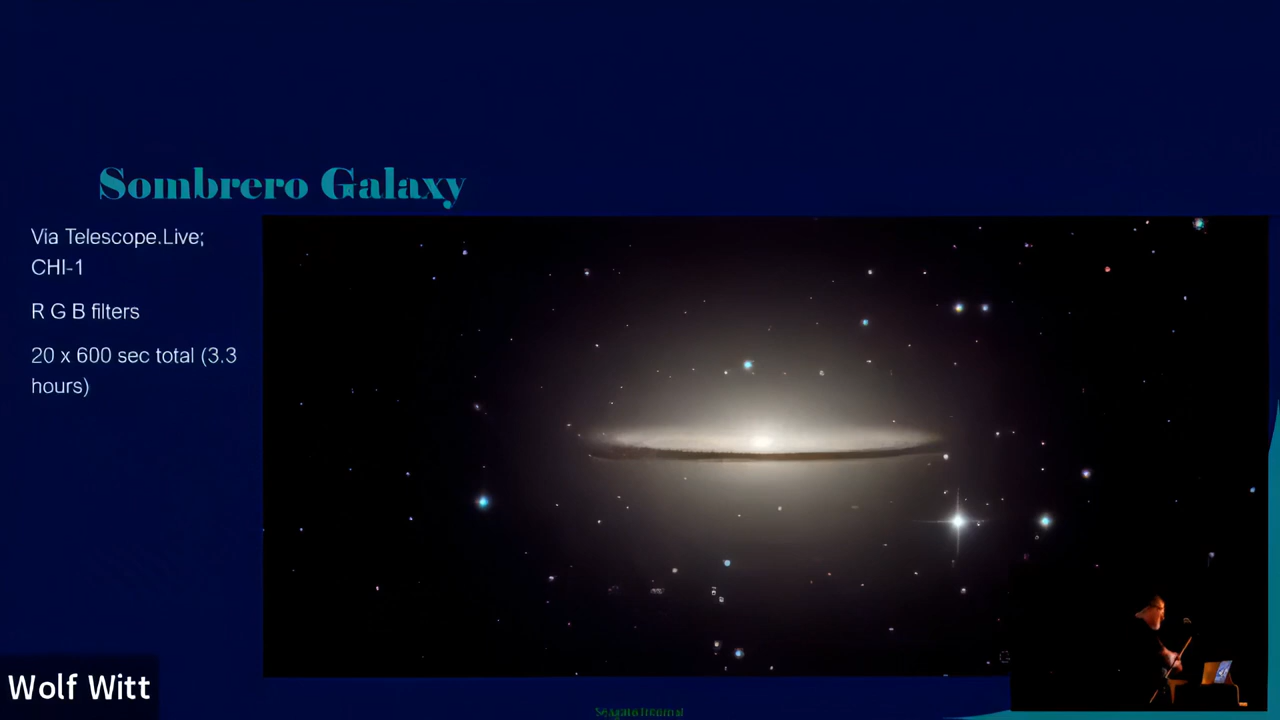 Sombrero Galaxy
Via Telescope.Live;
CHI-1
R G B filters
20 x 600 sec total (3.3
hours)
Wolf Witt